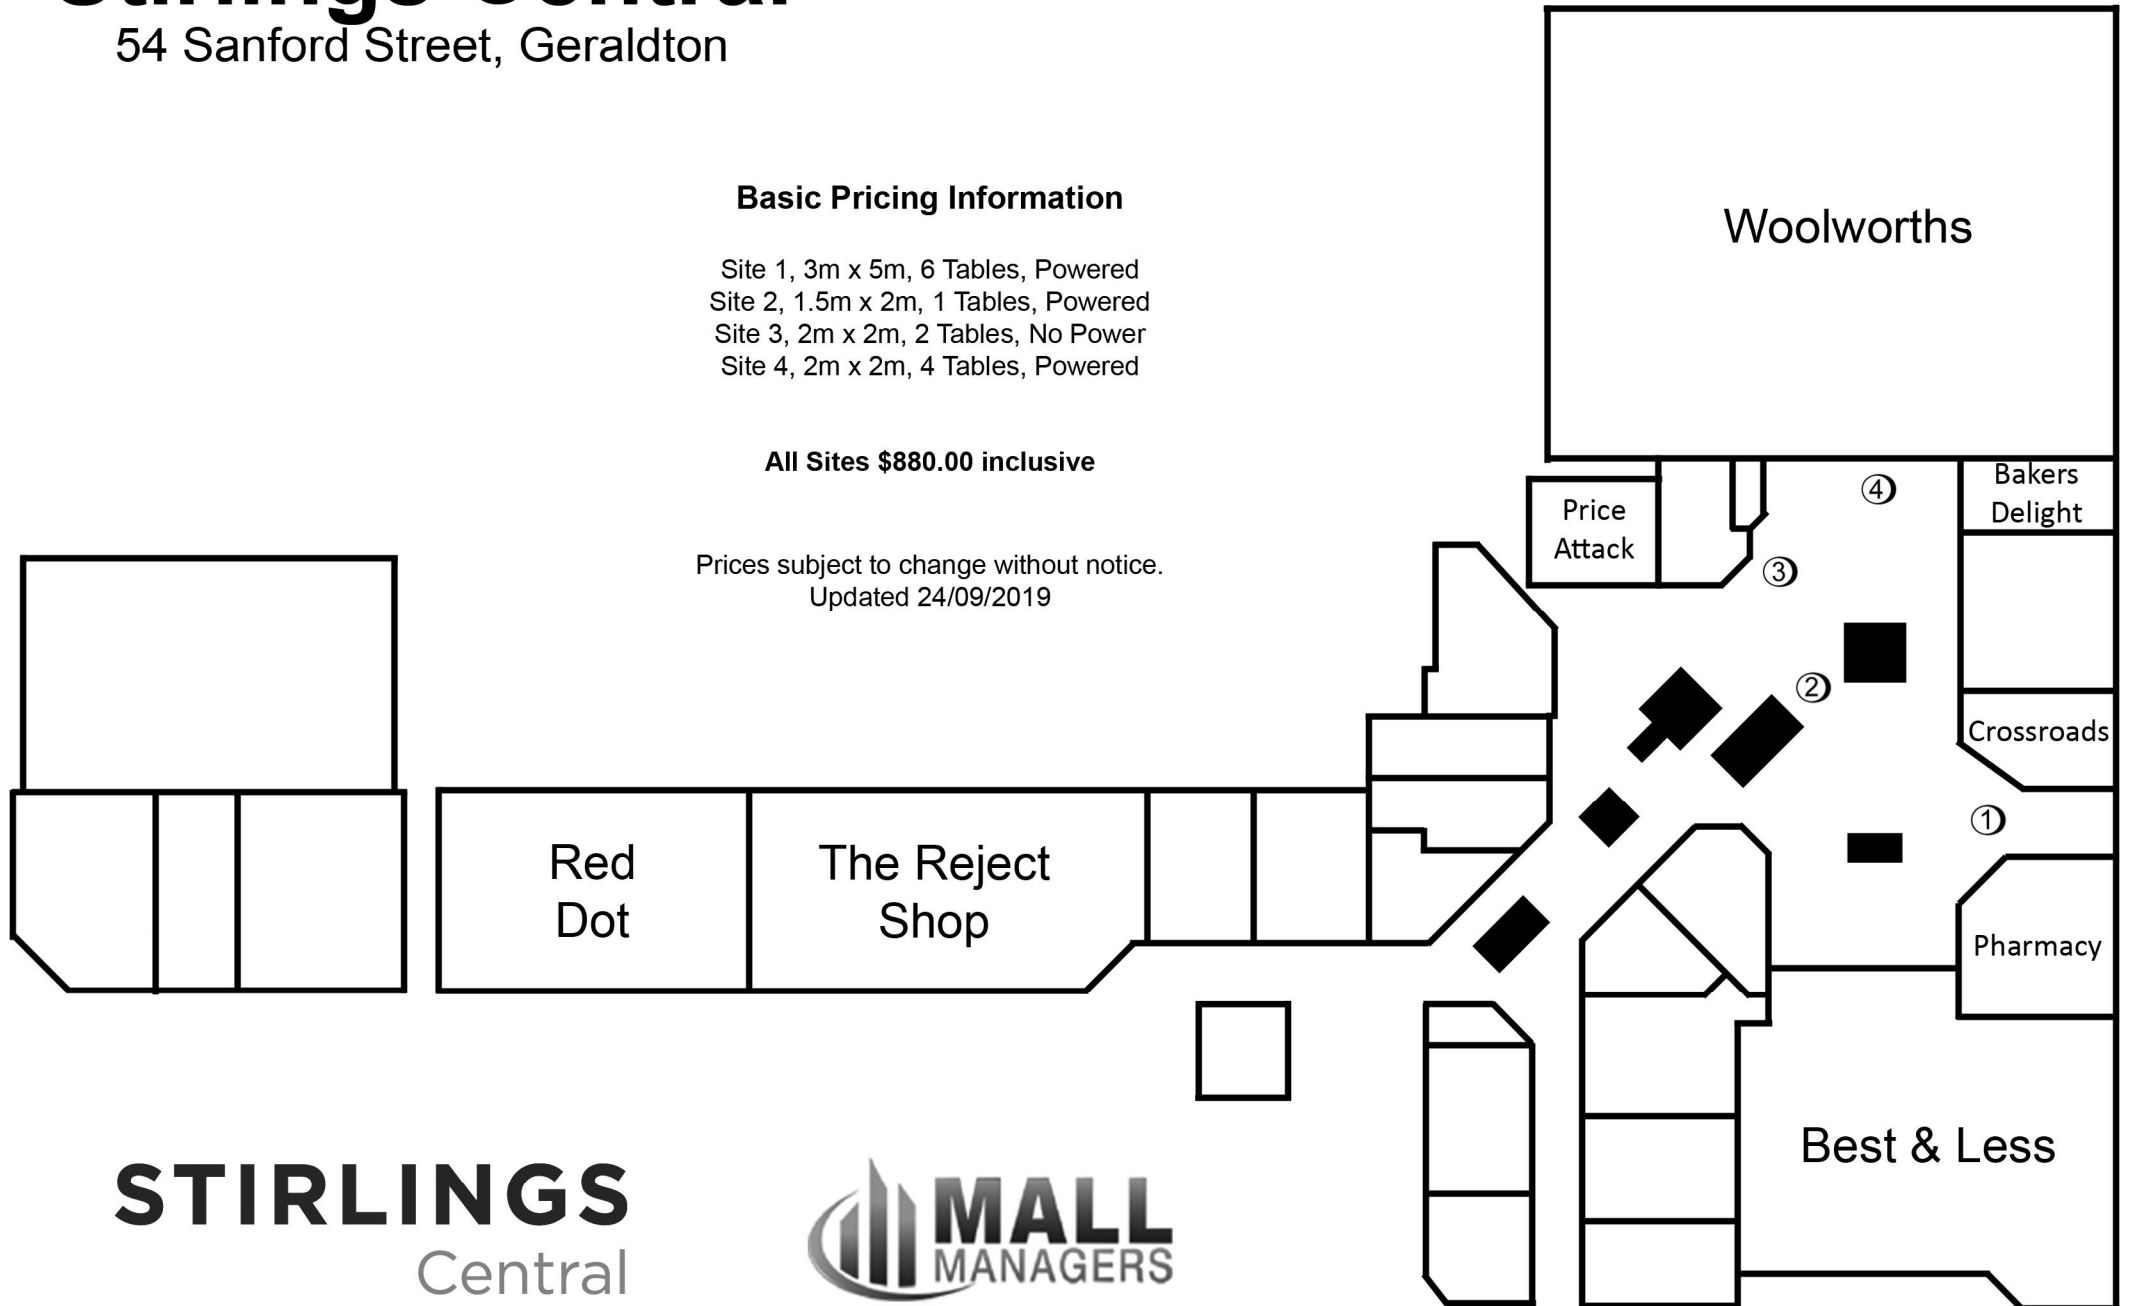 Stirlings Central
54 Sanford Street, Geraldton
Basic Pricing Information
Site 1, 3m x 5m, 6 Tables, Powered
Site 2, 1.5m x 2m, 1 Tables, Powered
Site 3, 2m x 2m, 2 Tables, No Power
Site 4, 2m x 2m, 4 Tables, Powered
All Sites $880.00 inclusive
Prices subject to change without notice.
Updated 24/09/2019
Woolworths
Bakers
Delight
4
Price
Attack
3
2
Crossroads
1
Red
Dot
The Reject
Shop
Pharmacy
Best & Less
STIRLINGS
Central
MALL
MANAGERS